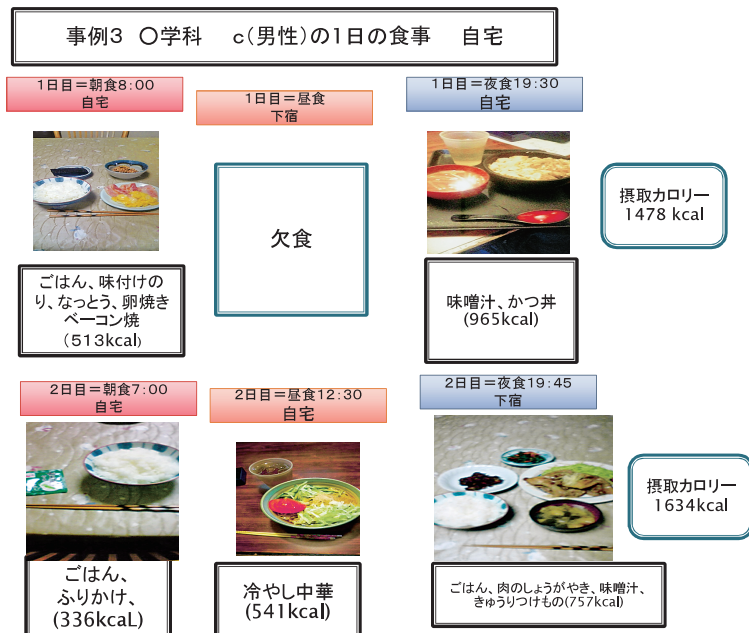 事例3 〇学科 c(男性)の1日の食事 自宅
1日目=朝食8:00
自宅
1日目=昼食
下宿
1日目=夜食19:30
自宅
欠食
摂取カロリー
1478 kcal
ごはん、味付けの
り、なっとう、卵焼き
ベーコン焼
(513kcal)
味噌汁、かつ丼
(965kcal)
2日目=朝食7:00
自宅
2日目=昼食12:30
自宅
2日目=夜食19:45
下宿
摂取カロリー
1634kcal
ごはん、
ふりかけ、
(336kcaL)
冷やし中華
(541kcal)
ごはん、肉のしょうがやき、味噌汁、
きゅうりつけもの(757kcal)